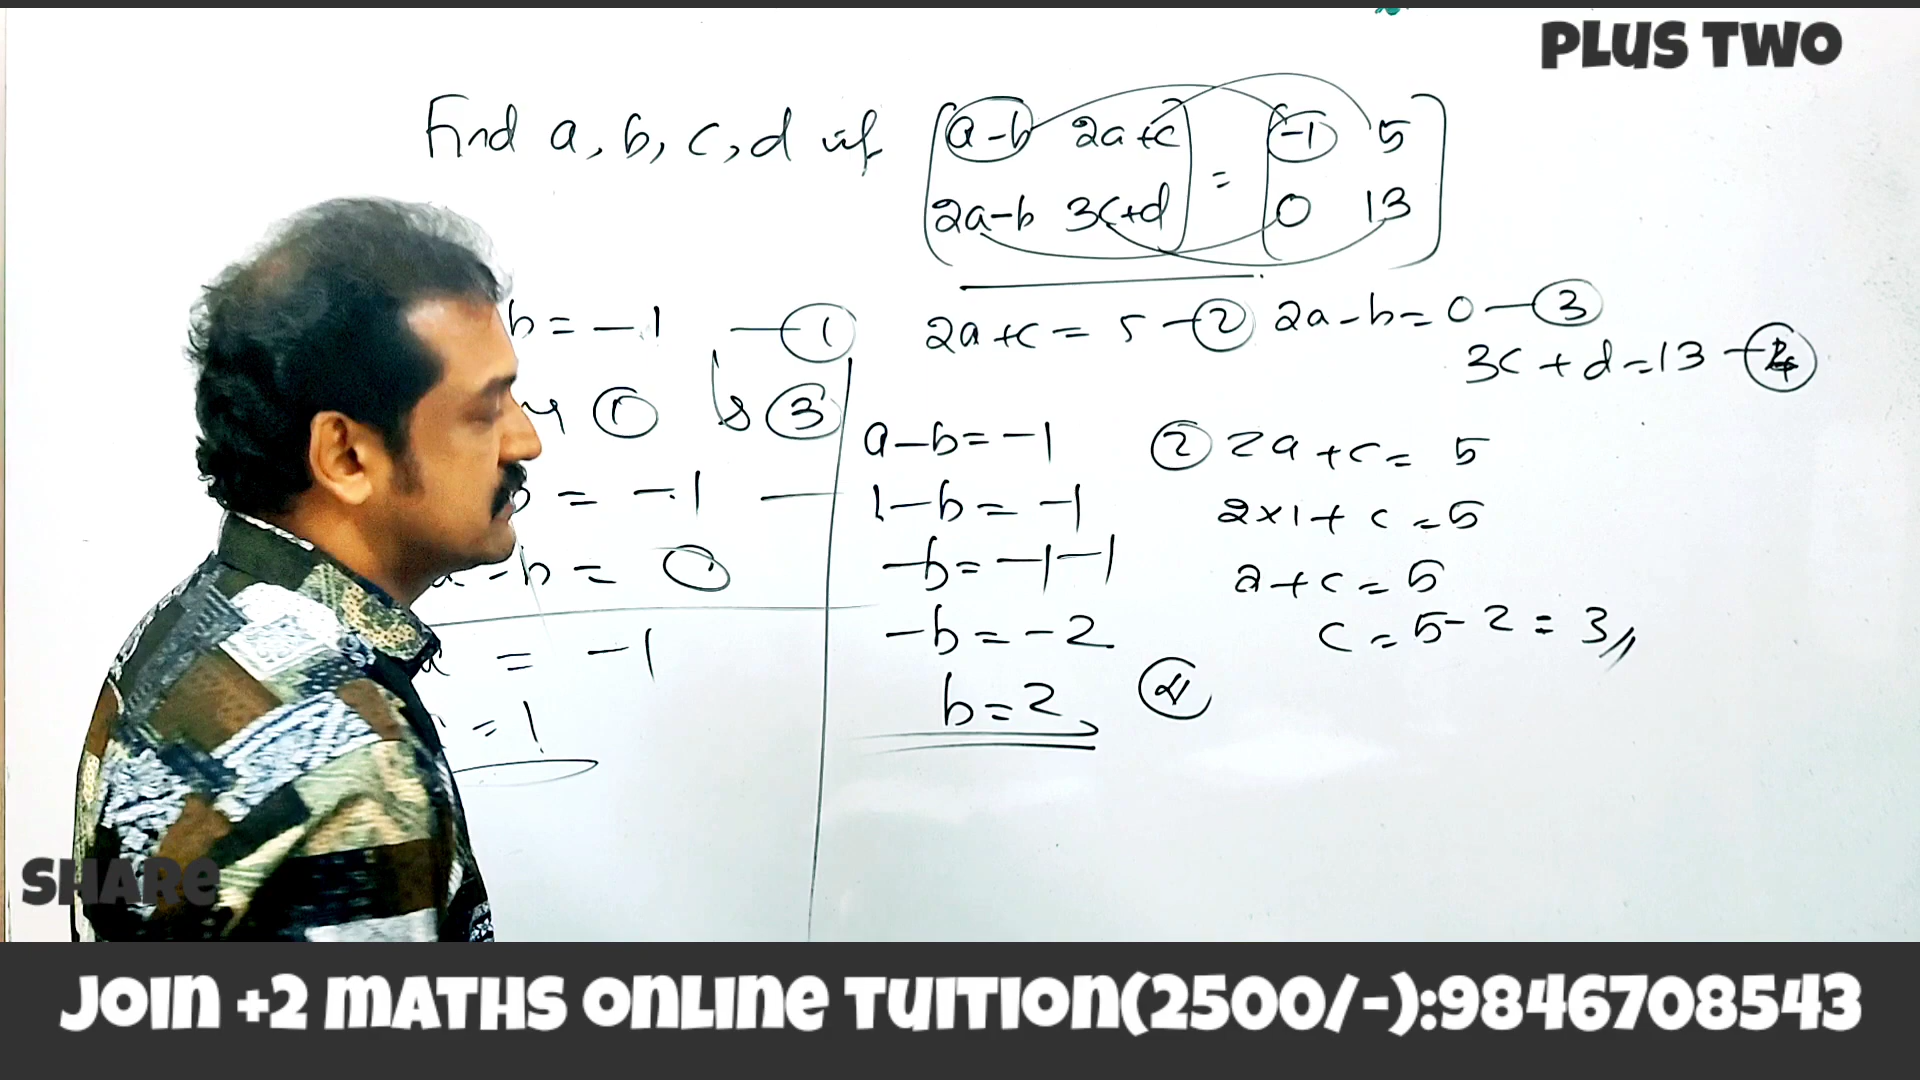 PLUS TWO
Find a, b, c, d if [a-b 2a+c
2a-b 3c+d] = [-1 5
0 13]
b = -1 — ①
2a+c = 5 — ② 2a-b=0 — ③
3c+d=13 — ④
① & ③
= -1 —
-b = 0
= -1
= 1
a-b=-1
1-b=-1
-b=-1-1
-b=-2
b=2
② 2a+c= 5
2×1+c=5
2+c=5
c=5-2=3//
④
SHARE
JOIN +2 MATHS ONLINE TUITION(2500/-):9846708543